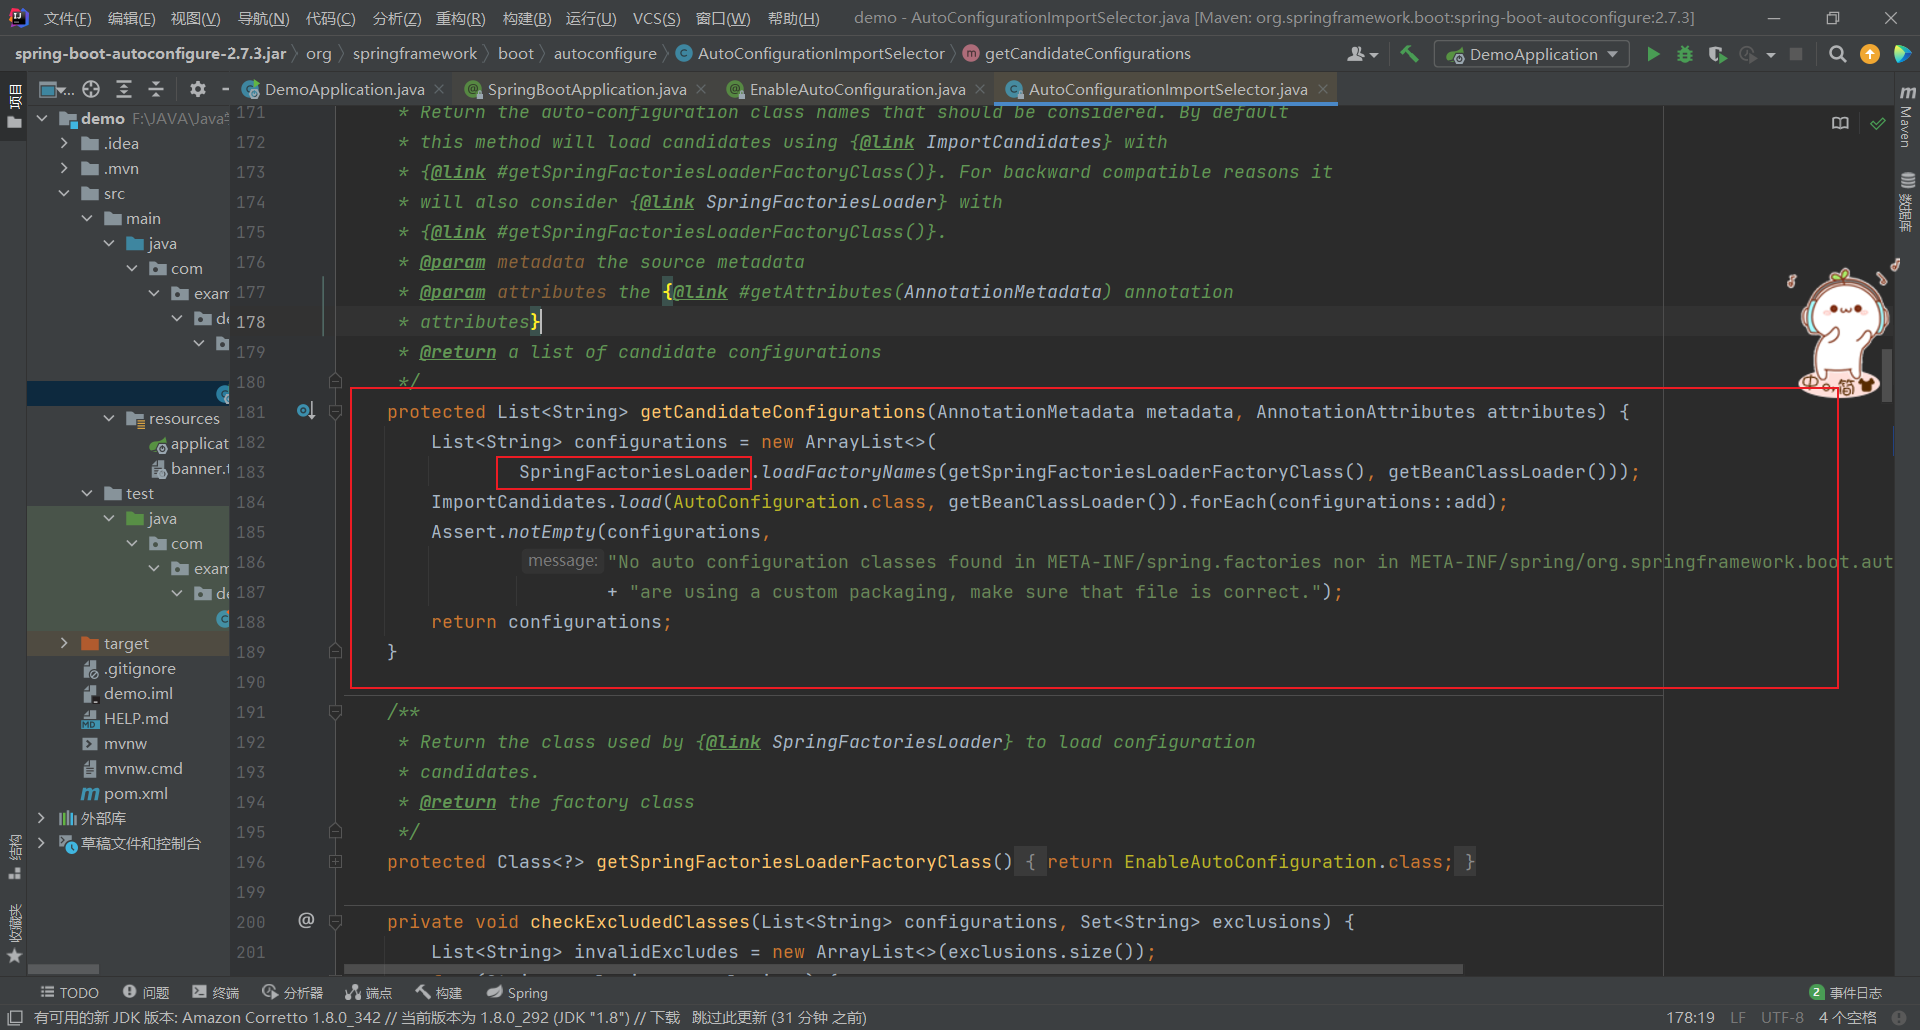 文件(F) 编辑(E) 视图(V) 导航(N) 代码(C) 分析(Z) 重构(R) 构建(B) 运行(U) VCS(S) 窗口(W) 帮助(H) demo - AutoConfigurationImportSelector.java [Maven: org.springframework.boot:spring-boot-autoconfigure:2.7.3]
spring-boot-autoconfigure-2.7.3.jar org springframework boot autoconfigure AutoConfigurationImportSelector getCandidateConfigurations DemoApplication
项目 DemoApplication.java SpringBootApplication.java EnableAutoConfiguration.java AutoConfigurationImportSelector.java
demo F:\JAVA\Java
.idea
.mvn
src
main
java
com
exam
de
resources
applicat
banner.t
test
java
com
exam
de
target
.gitignore
demo.iml
HELP.md
mvnw
mvnw.cmd
pom.xml
外部库
草稿文件和控制台
171 * Return the auto-configuration class names that should be considered. By default
172 * this method will load candidates using {@link ImportCandidates} with
173 * {@link #getSpringFactoriesLoaderFactoryClass()}. For backward compatible reasons it
174 * will also consider {@link SpringFactoriesLoader} with
175 * {@link #getSpringFactoriesLoaderFactoryClass()}.
176 * @param metadata the source metadata
177 * @param attributes the {@link #getAttributes(AnnotationMetadata) annotation
178 * attributes}
179 * @return a list of candidate configurations
180 */
181 protected List<String> getCandidateConfigurations(AnnotationMetadata metadata, AnnotationAttributes attributes) {
182 List<String> configurations = new ArrayList<>(
183 SpringFactoriesLoader.loadFactoryNames(getSpringFactoriesLoaderFactoryClass(), getBeanClassLoader()));
184 ImportCandidates.load(AutoConfiguration.class, getBeanClassLoader()).forEach(configurations::add);
185 Assert.notEmpty(configurations,
186 message: "No auto configuration classes found in META-INF/spring.factories nor in META-INF/spring/org.springframework.boot.aut
187 + "are using a custom packaging, make sure that file is correct.");
188 return configurations;
189 }
190
191 /**
192 * Return the class used by {@link SpringFactoriesLoader} to load configuration
193 * candidates.
194 * @return the factory class
195 */
196 protected Class<?> getSpringFactoriesLoaderFactoryClass() { return EnableAutoConfiguration.class; }
199
200 private void checkExcludedClasses(List<String> configurations, Set<String> exclusions) {
201 List<String> invalidExcludes = new ArrayList<>(exclusions.size());
Maven
数据库
中 简
结构
收藏夹
TODO 问题 终端 分析器 端点 构建 Spring 2 事件日志
有可用的新 JDK 版本: Amazon Corretto 1.8.0_342 // 当前版本为 1.8.0_292 (JDK "1.8") // 下载 跳过此更新 (31 分钟 之前) 178:19 LF UTF-8 4 个空格